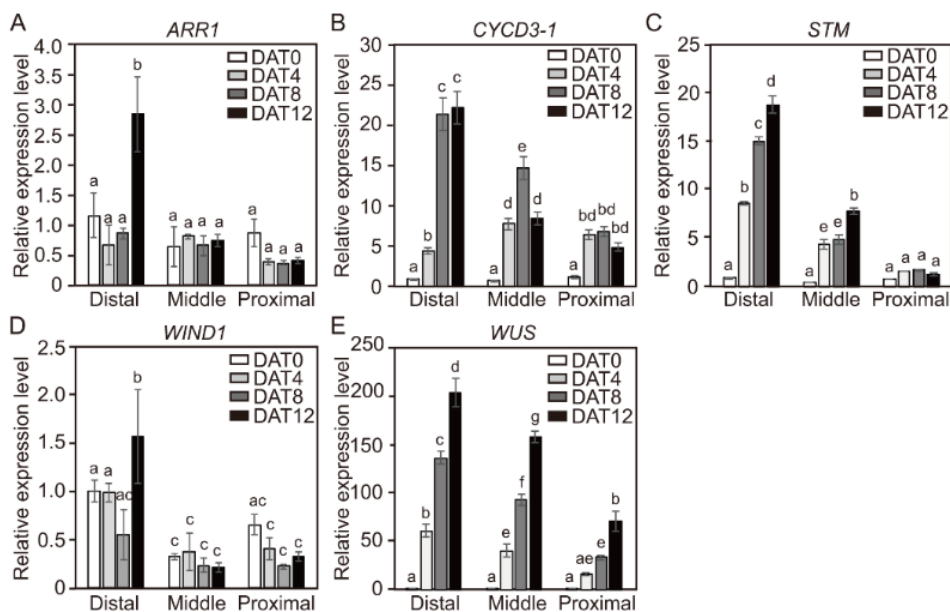 A
ARR1
Relative expression level
4.0
3.5
3.0
2.5
2.0
1.5
1.0
0.5
0
DAT0
DAT4
DAT8
DAT12
a a a b
a a a a
a a a a
Distal Middle Proximal
B
CYCD3-1
Relative expression level
30
25
20
15
10
5
0
DAT0
DAT4
DAT8
DAT12
a b c c
a d e d
a bd bd bd
Distal Middle Proximal
C
STM
Relative expression level
25
20
15
10
5
0
DAT0
DAT4
DAT8
DAT12
a b c d
a e e b
a a a a
Distal Middle Proximal
D
WIND1
Relative expression level
2.5
2.0
1.5
1.0
0.5
0
DAT0
DAT4
DAT8
DAT12
a a ac b
c c c c
ac c c c
Distal Middle Proximal
E
WUS
Relative expression level
250
200
150
100
50
0
DAT0
DAT4
DAT8
DAT12
a b c d
a e f g
a ae e b
Distal Middle Proximal